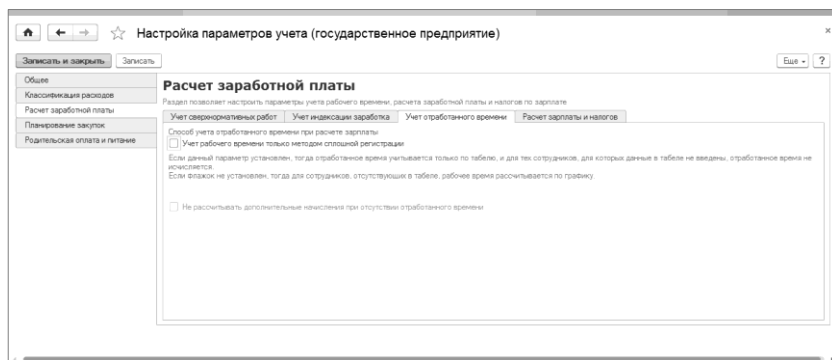 Настройка параметров учета (государственное предприятие)
Записать и закрыть Записать Еще ?
Общее
Классификация расходов
Расчет заработной платы
Планирование закупок
Родительская оплата и питание
Расчет заработной платы
Раздел позволяет настроить параметры учета рабочего времени, расчета заработной платы и налогов по зарплате
Учет сверхнормативных работ Учет индексации заработка Учет отработанного времени Расчет зарплаты и налогов
Способ учета отработанного времени при расчете зарплаты
Учет рабочего времени только методом сплошной регистрации
Если данный параметр установлен, тогда отработанное время учитывается только по табелю, и для тех сотрудников, для которых данные в табеле не введены, отработанное время не
исчисляется.
Если флажок не установлен, тогда для сотрудников, отсутствующих в табеле, рабочее время рассчитывается по графику.
Не рассчитывать дополнительные начисления при отсутствии отработанного времени